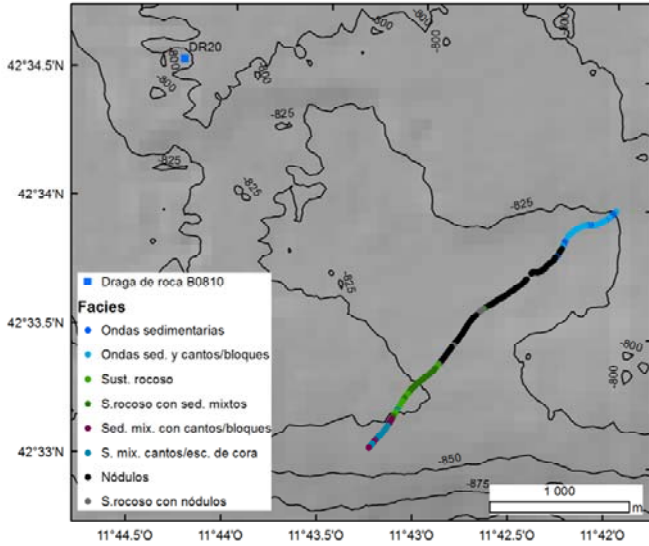 -800
-800
DR20
42°34.5'N
-800
-800
-825
-825
-825
42°34'N
-825
-825
Draga de roca B0810
Facies
42°33.5'N
Ondas sedimentarias
Ondas sed. y cantos/bloques
-800
Sust. rocoso
-800
S.rocoso con sed. mixtos
Sed. mix. con cantos/bloques
42°33'N
S. mix. cantos/esc. de cora
-850
Nódulos
-875
1 000
S.rocoso con nódulos
m
11°44.5'O 11°44'O 11°43.5'O 11°43'O 11°42.5'O 11°42'O